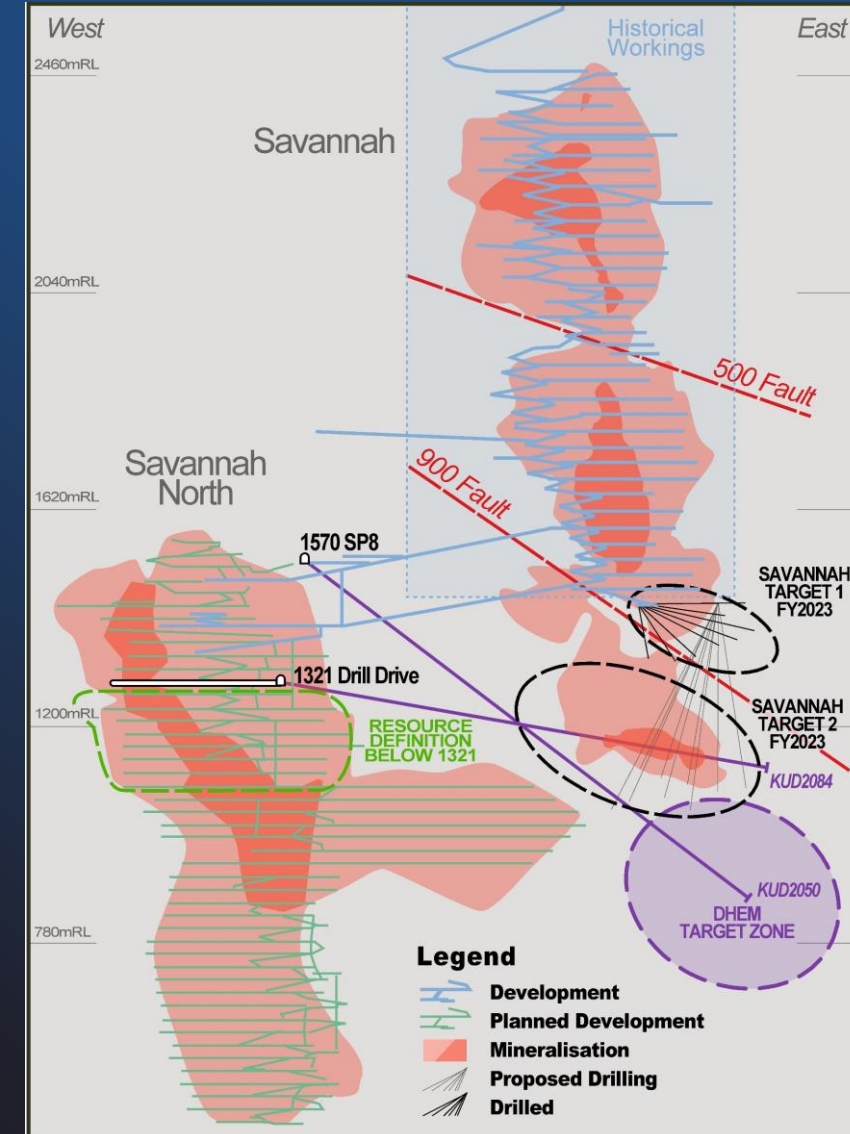 West
East
Historical
Workings
2460mRL
Savannah
2040mRL
500 Fault
900 Fault
Savannah
North
1620mRL
1570 SP8
SAVANNAH
TARGET 1
FY2023
1321 Drill Drive
1200mRL
RESOURCE
DEFINITION
BELOW 1321
SAVANNAH
TARGET 2
FY2023
KUD2084
KUD2050
DHEM
TARGET ZONE
780mRL
Legend
Development
Planned Development
Mineralisation
Proposed Drilling
Drilled